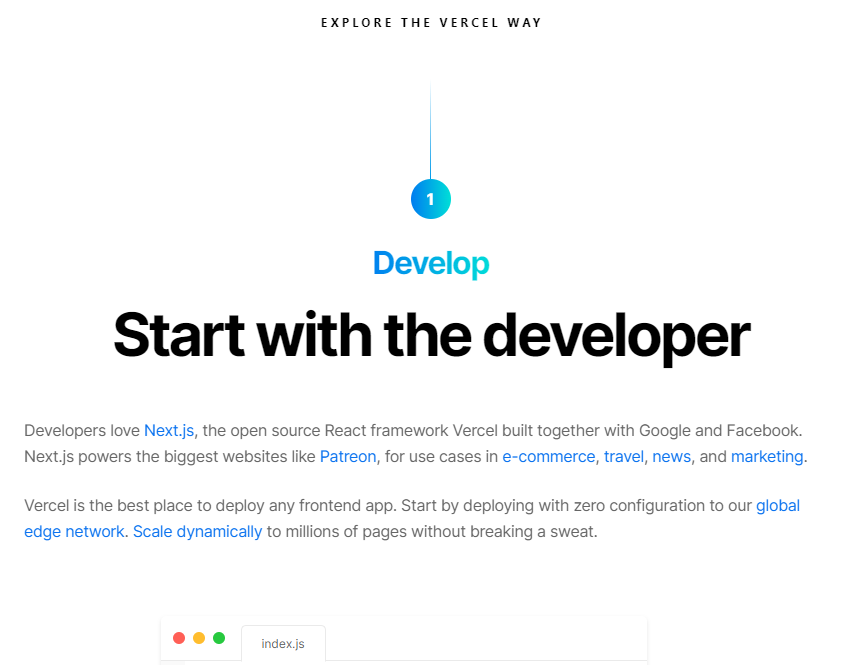 EXPLORE THE VERCEL WAY
1
Develop
Start with the developer
Developers love Next.js, the open source React framework Vercel built together with Google and Facebook.
Next.js powers the biggest websites like Patreon, for use cases in e-commerce, travel, news, and marketing.
Vercel is the best place to deploy any frontend app. Start by deploying with zero configuration to our global
edge network. Scale dynamically to millions of pages without breaking a sweat.
index.js